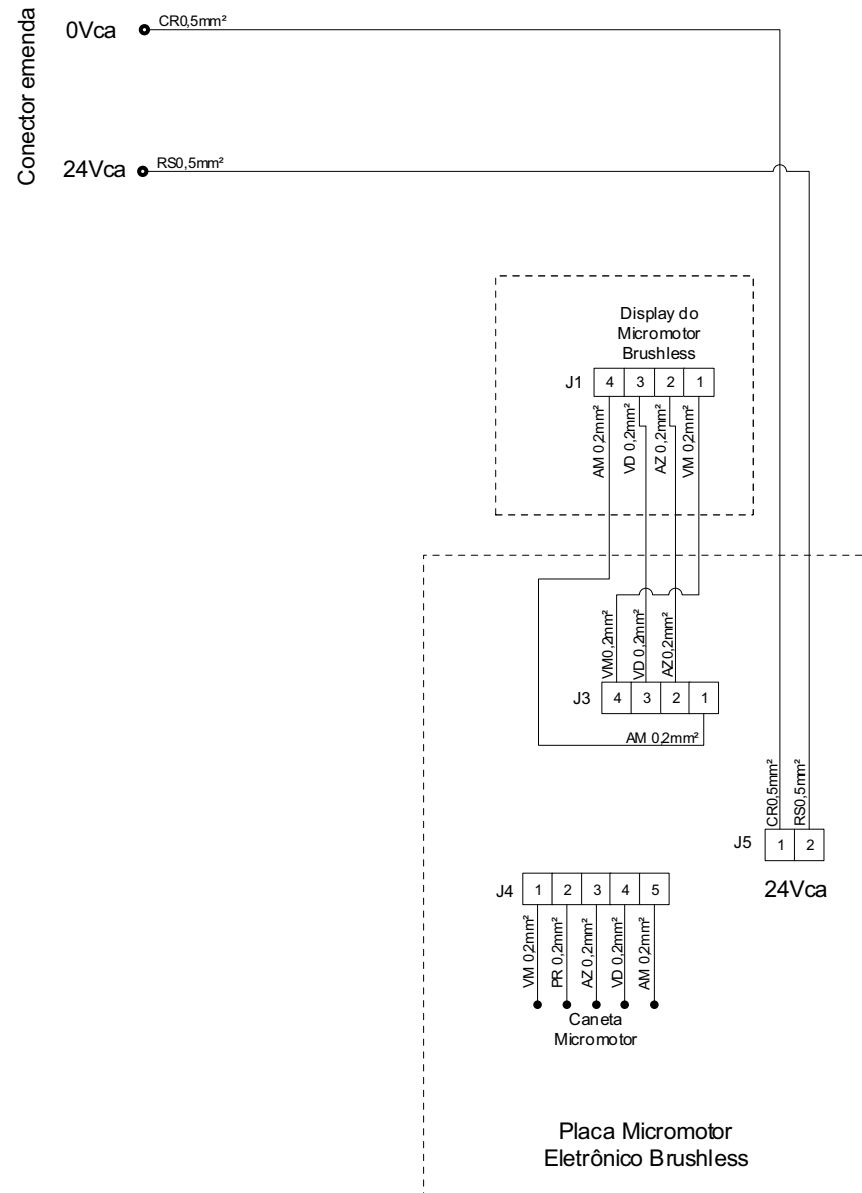 Conector emenda
0Vca
CR0,5mm²
24Vca
RS0,5mm²
Display do
Micromotor
Brushless
J1 4 3 2 1
AM 0,2mm²
VD 0,2mm²
AZ 0,2mm²
VM 0,2mm²
VM0,2mm²
VD 0,2mm²
AZ0,2mm²
J3 4 3 2 1
AM 0,2mm²
CR0,5mm²
RS0,5mm²
J5 1 2
24Vca
J4 1 2 3 4 5
VM 0,2mm²
PR 0,2mm²
AZ 0,2mm²
VD 0,2mm²
AM 0,2mm²
Caneta
Micromotor
Placa Micromotor
Eletrônico Brushless